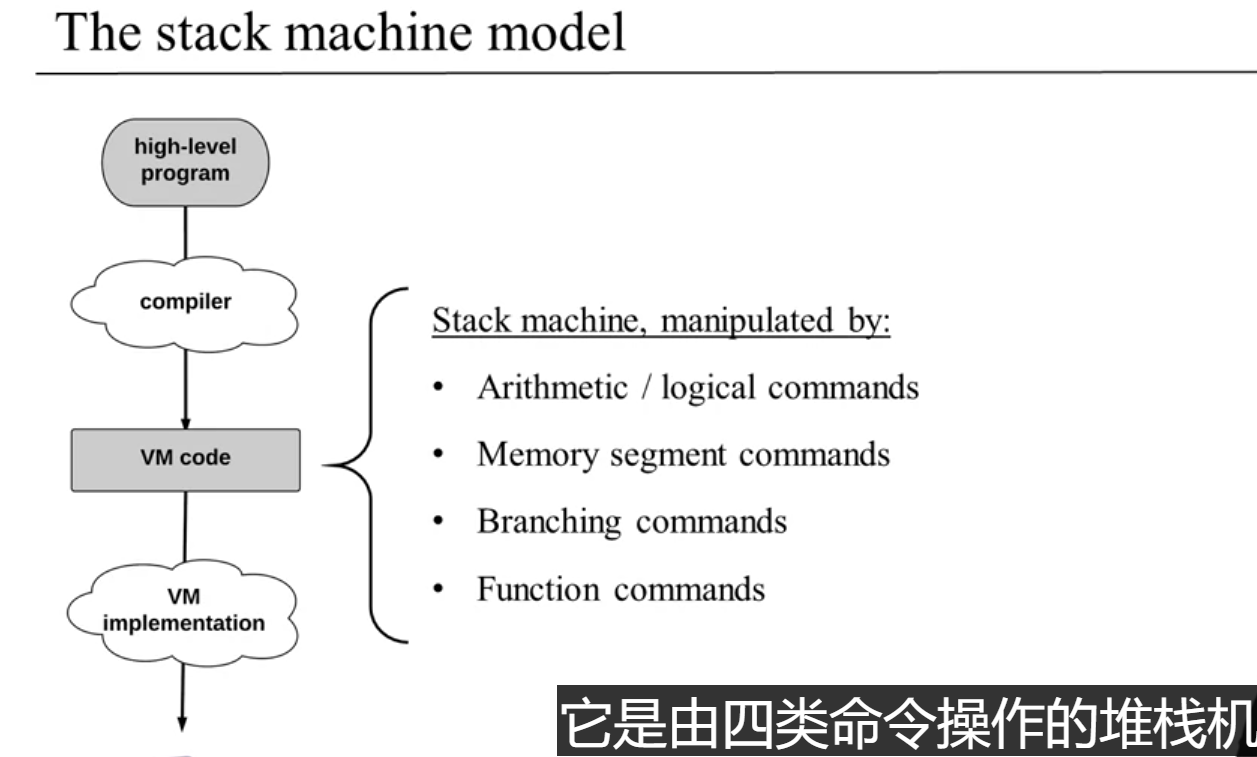 The stack machine model
high-level
program
compiler
VM code
VM
implementation
Stack machine, manipulated by:
• Arithmetic / logical commands
• Memory segment commands
• Branching commands
• Function commands
它是由四类命令操作的堆栈机